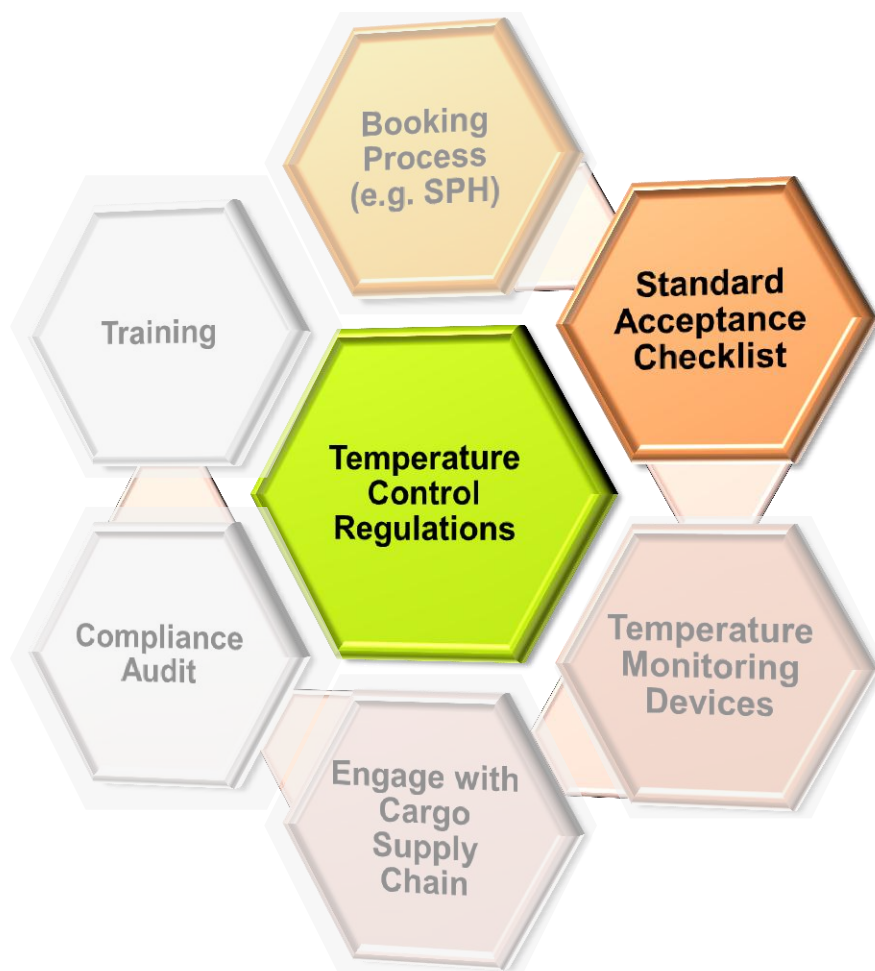 Booking
Process
(e.g. SPH)
Standard
Acceptance
Checklist
Training
Temperature
Control
Regulations
Compliance
Audit
Temperature
Monitoring
Devices
Engage with
Cargo
Supply
Chain